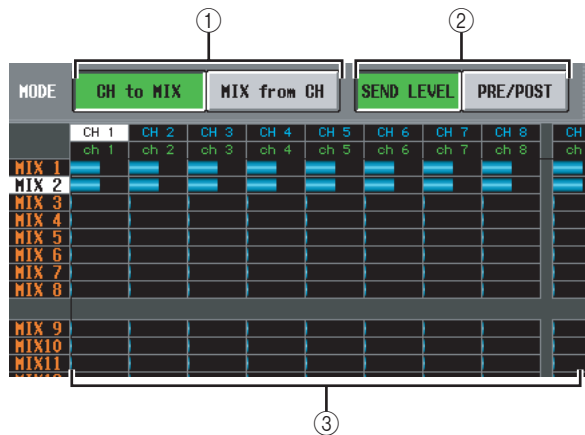 ① ②
MODE CH to MIX MIX from CH SEND LEVEL PRE/POST
CH 1 CH 2 CH 3 CH 4 CH 5 CH 6 CH 7 CH 8 CH
ch 1 ch 2 ch 3 ch 4 ch 5 ch 6 ch 7 ch 8 ch
MIX 1
MIX 2
MIX 3
MIX 4
MIX 5
MIX 6
MIX 7
MIX 8
MIX 9
MIX10
MIX11
③